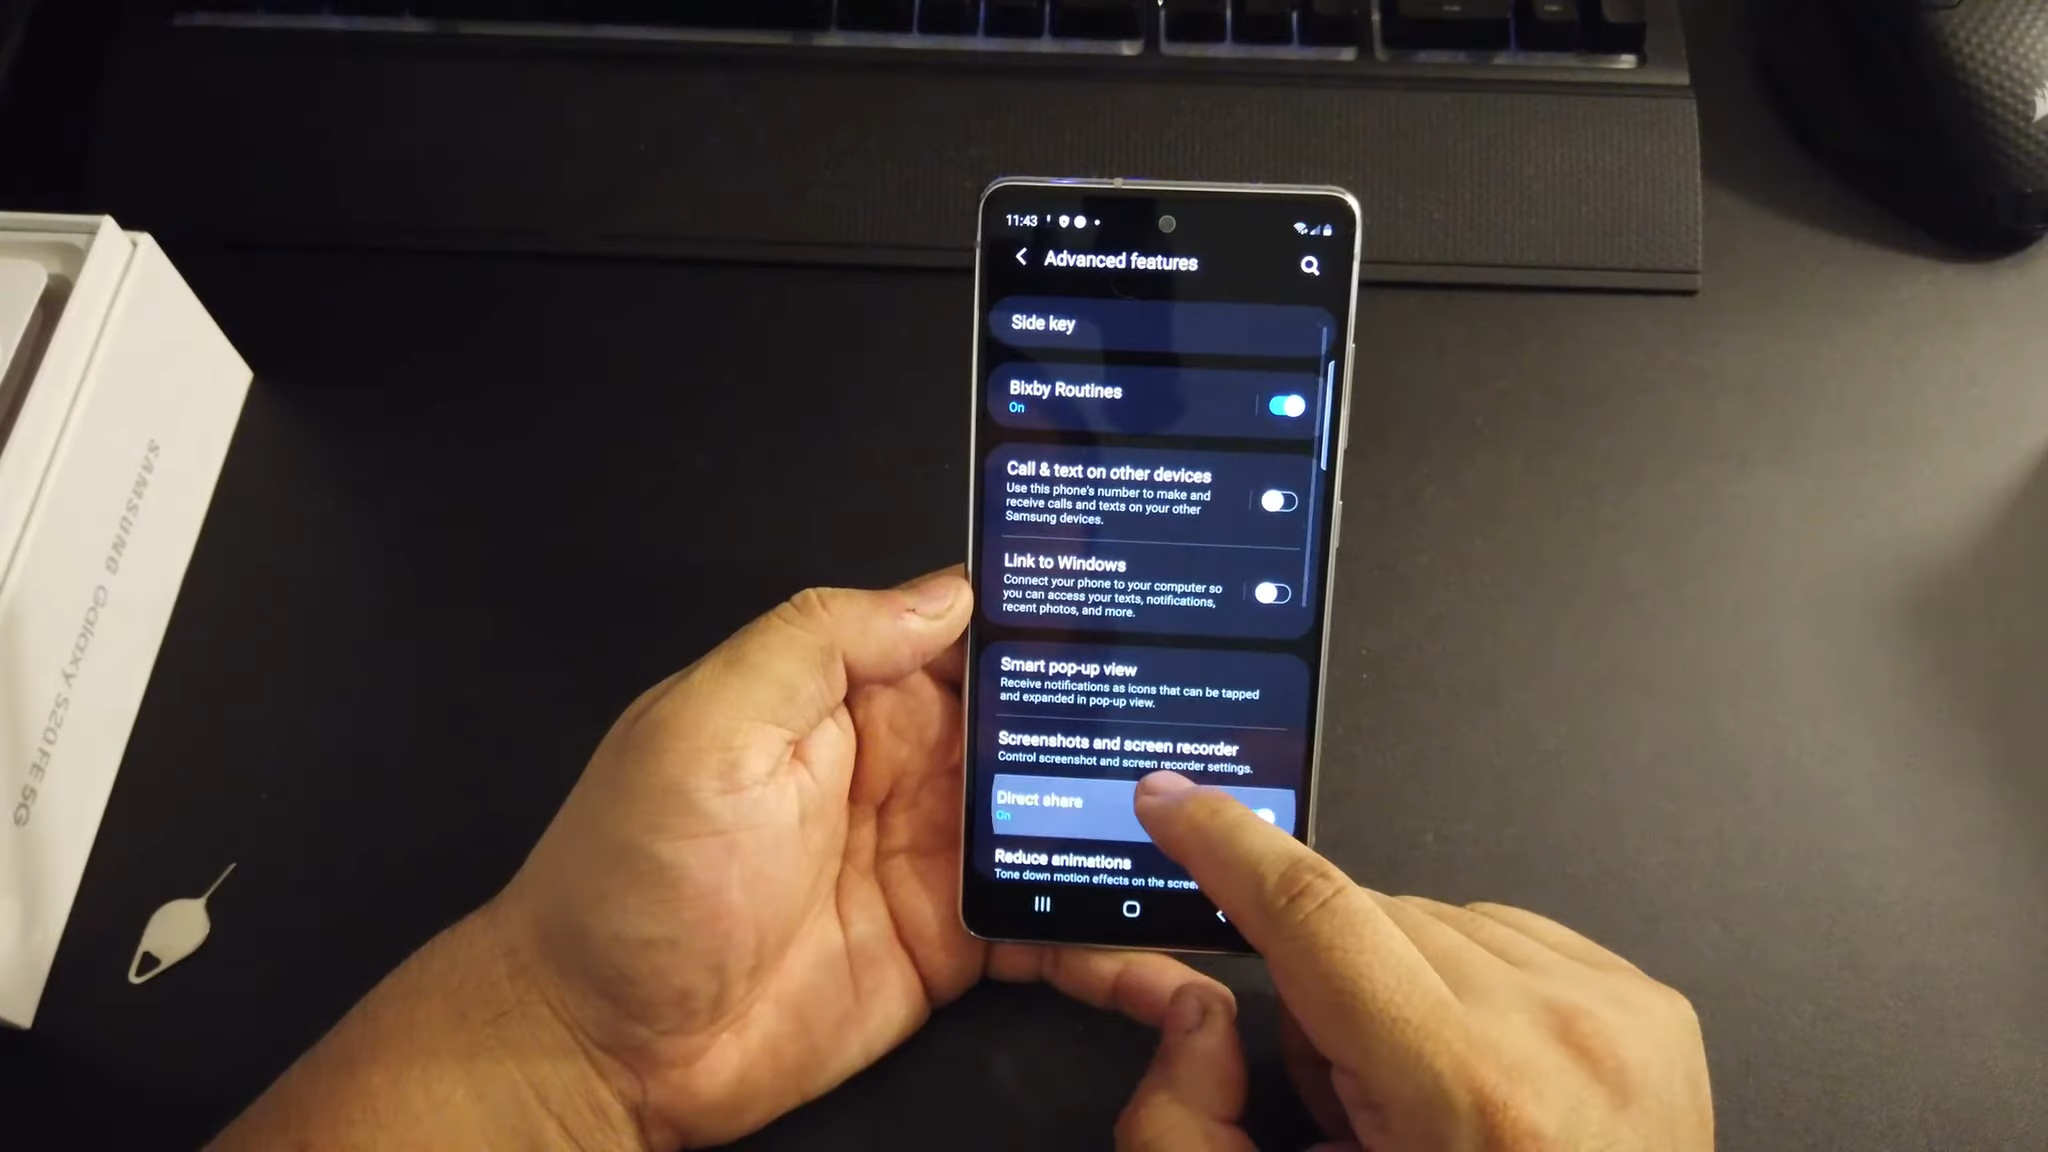 11:43
Advanced features
Side key
Bixby Routines
On
Call & text on other devices
Use this phone's number to make and
receive calls and texts on your other
Samsung devices.
Link to Windows
Connect your phone to your computer so
you can access your texts, notifications,
recent photos, and more.
Smart pop-up view
Receive notifications as icons that can be tapped
and expanded in pop-up view.
Screenshots and screen recorder
Control screenshot and screen recorder settings.
Direct share
On
Reduce animations
Tone down motion effects on the
SAMSUNG Galaxy S20 FE 5G